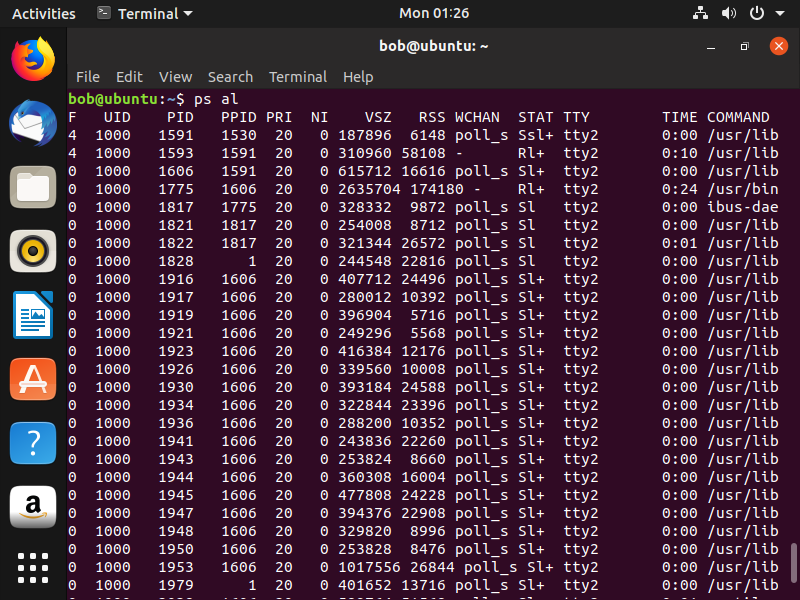 Activities Terminal Mon 01:26
bob@ubuntu: ~
File Edit View Search Terminal Help
bob@ubuntu:~$ ps al
F UID PID PPID PRI NI VSZ RSS WCHAN STAT TTY TIME COMMAND
4 1000 1591 1530 20 0 187896 6148 poll_s Ssl+ tty2 0:00 /usr/lib
4 1000 1593 1591 20 0 310960 58108 - Rl+ tty2 0:10 /usr/lib
0 1000 1606 1591 20 0 615712 16616 poll_s Sl+ tty2 0:00 /usr/lib
0 1000 1775 1606 20 0 2635704 174180 - Rl+ tty2 0:24 /usr/bin
0 1000 1817 1775 20 0 328332 9872 poll_s Sl tty2 0:00 ibus-dae
0 1000 1821 1817 20 0 254008 8712 poll_s Sl tty2 0:00 /usr/lib
0 1000 1822 1817 20 0 321344 26572 poll_s Sl tty2 0:01 /usr/lib
0 1000 1828 1 20 0 244548 22816 poll_s Sl tty2 0:00 /usr/lib
0 1000 1916 1606 20 0 407712 24496 poll_s Sl+ tty2 0:00 /usr/lib
0 1000 1917 1606 20 0 280012 10392 poll_s Sl+ tty2 0:00 /usr/lib
0 1000 1919 1606 20 0 396904 5716 poll_s Sl+ tty2 0:00 /usr/lib
0 1000 1921 1606 20 0 249296 5568 poll_s Sl+ tty2 0:00 /usr/lib
0 1000 1923 1606 20 0 416384 12176 poll_s Sl+ tty2 0:00 /usr/lib
0 1000 1926 1606 20 0 339560 10008 poll_s Sl+ tty2 0:00 /usr/lib
0 1000 1930 1606 20 0 393184 24588 poll_s Sl+ tty2 0:00 /usr/lib
0 1000 1934 1606 20 0 322844 23396 poll_s Sl+ tty2 0:00 /usr/lib
0 1000 1936 1606 20 0 288200 10352 poll_s Sl+ tty2 0:00 /usr/lib
0 1000 1941 1606 20 0 243836 22260 poll_s Sl+ tty2 0:00 /usr/lib
0 1000 1943 1606 20 0 253824 8660 poll_s Sl+ tty2 0:00 /usr/lib
0 1000 1944 1606 20 0 360308 16004 poll_s Sl+ tty2 0:00 /usr/lib
0 1000 1945 1606 20 0 477808 24228 poll_s Sl+ tty2 0:00 /usr/lib
0 1000 1947 1606 20 0 394376 22908 poll_s Sl+ tty2 0:00 /usr/lib
0 1000 1948 1606 20 0 329820 8996 poll_s Sl+ tty2 0:00 /usr/lib
0 1000 1950 1606 20 0 253828 8476 poll_s Sl+ tty2 0:00 /usr/lib
0 1000 1953 1606 20 0 1017556 26844 poll_s Sl+ tty2 0:00 /usr/lib
0 1000 1979 1 20 0 401652 13716 poll_s Sl+ tty2 0:00 /usr/lib